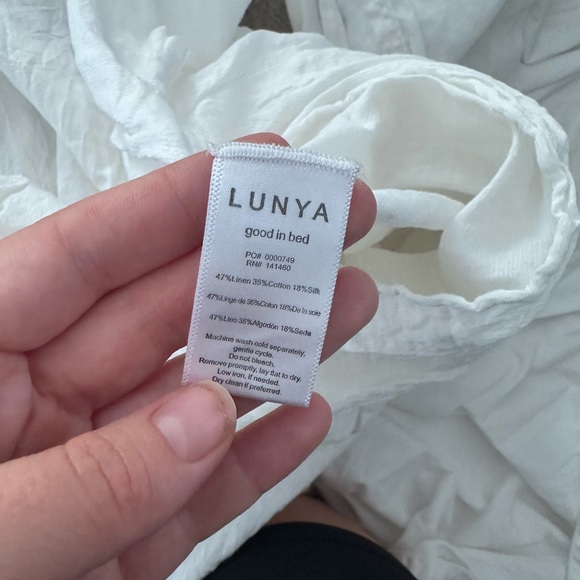 LUNYA
good in bed
PO# 0000749
RN# 141460
47%Linen 35%Cotton 18%Silk
47%Linge de 35%Coton 18%De la soie
47%Lino 35%Algodón 18%Seda
Machine wash cold separately,
gentle cycle.
Do not bleach.
Remove promptly, lay flat to dry.
Low iron, if needed.
Dry clean if preferred.